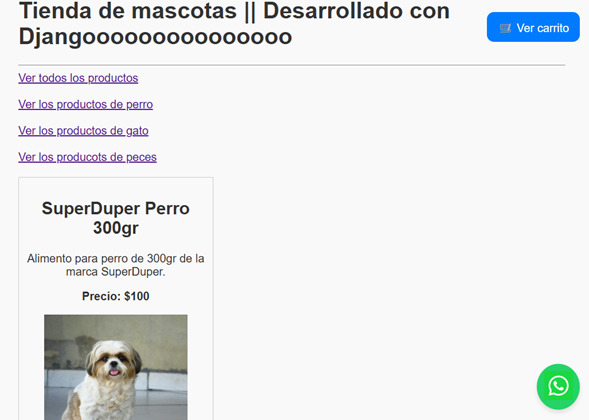 Tienda de mascotas || Desarrollado con
Djangooooooooooooooo
Ver carrito
Ver todos los productos
Ver los productos de perro
Ver los productos de gato
Ver los producots de peces
SuperDuper Perro
300gr
Alimento para perro de 300gr de la
marca SuperDuper.
Precio: $100